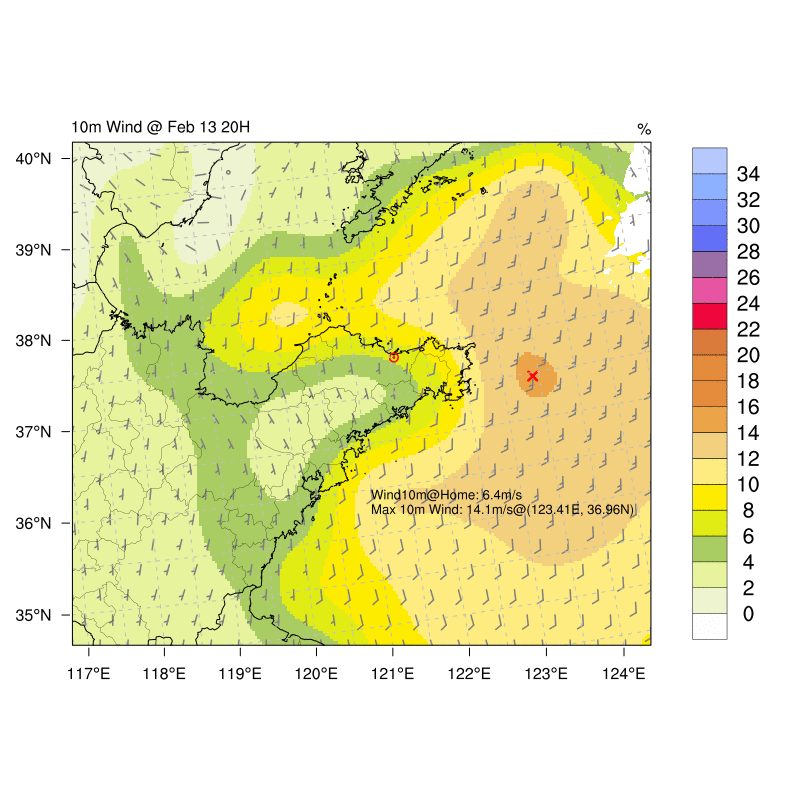 10m Wind @ Feb 13 20H
%
40°N
39°N
38°N
37°N
36°N
35°N
117°E 118°E 119°E 120°E 121°E 122°E 123°E 124°E
Wind10m@Home: 6.4m/s
Max 10m Wind: 14.1m/s@(123.41E, 36.96N)
34
32
30
28
26
24
22
20
18
16
14
12
10
8
6
4
2
0